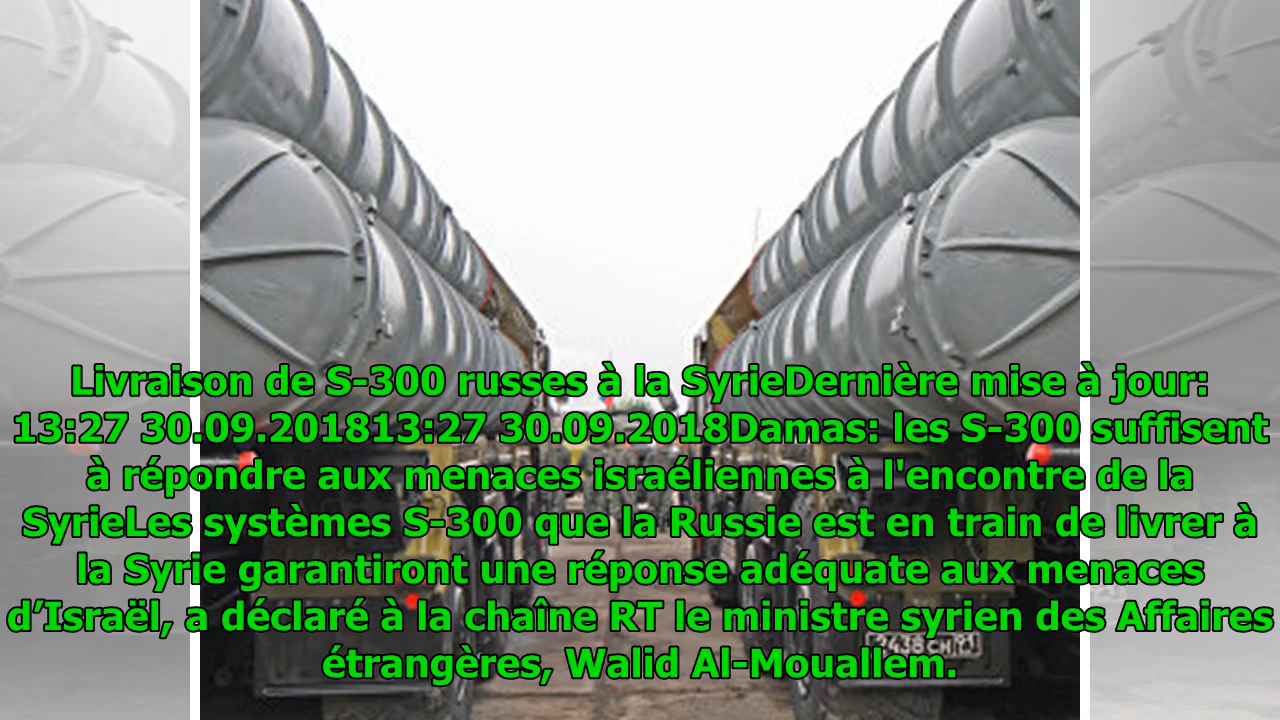 Livraison de S-300 russes à la SyrieDernière mise à jour:
13:27 30.09.201813:27 30.09.2018Damas: les S-300 suffisent
à répondre aux menaces israéliennes à l'encontre de la
SyrieLes systèmes S-300 que la Russie est en train de livrer à
la Syrie garantiront une réponse adéquate aux menaces
d’Israël, a déclaré à la chaîne RT le ministre syrien des Affaires
étrangères, Walid Al-Mouallem.